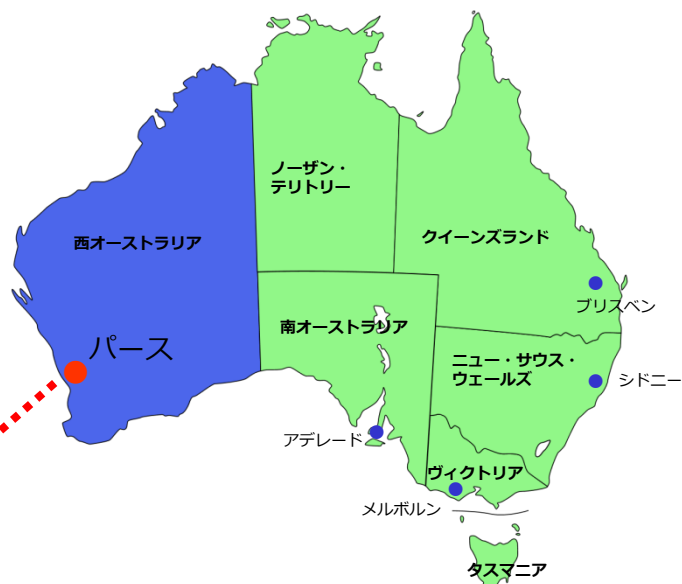 ノーザン・
テリトリー
クイーンズランド
西オーストラリア
ブリスベン
南オーストラリア
パース
ニュー・サウス・
ウェールズ
シドニー
アデレード
ヴィクトリア
メルボルン
タスマニア